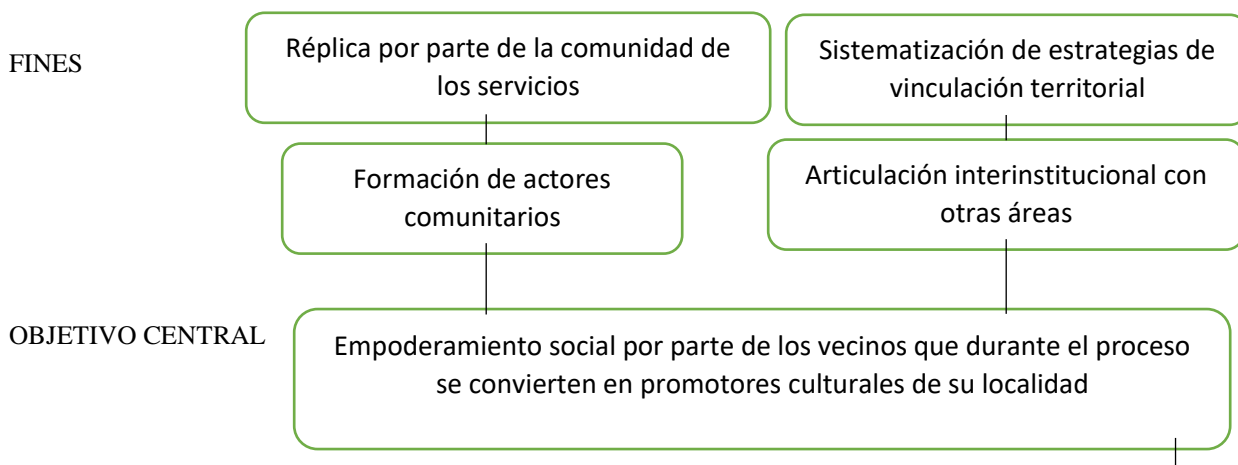 FINES
Réplica por parte de la comunidad de
los servicios
Sistematización de estrategias de
vinculación territorial
Formación de actores
comunitarios
Articulación interinstitucional con
otras áreas
OBJETIVO CENTRAL
Empoderamiento social por parte de los vecinos que durante el proceso
se convierten en promotores culturales de su localidad